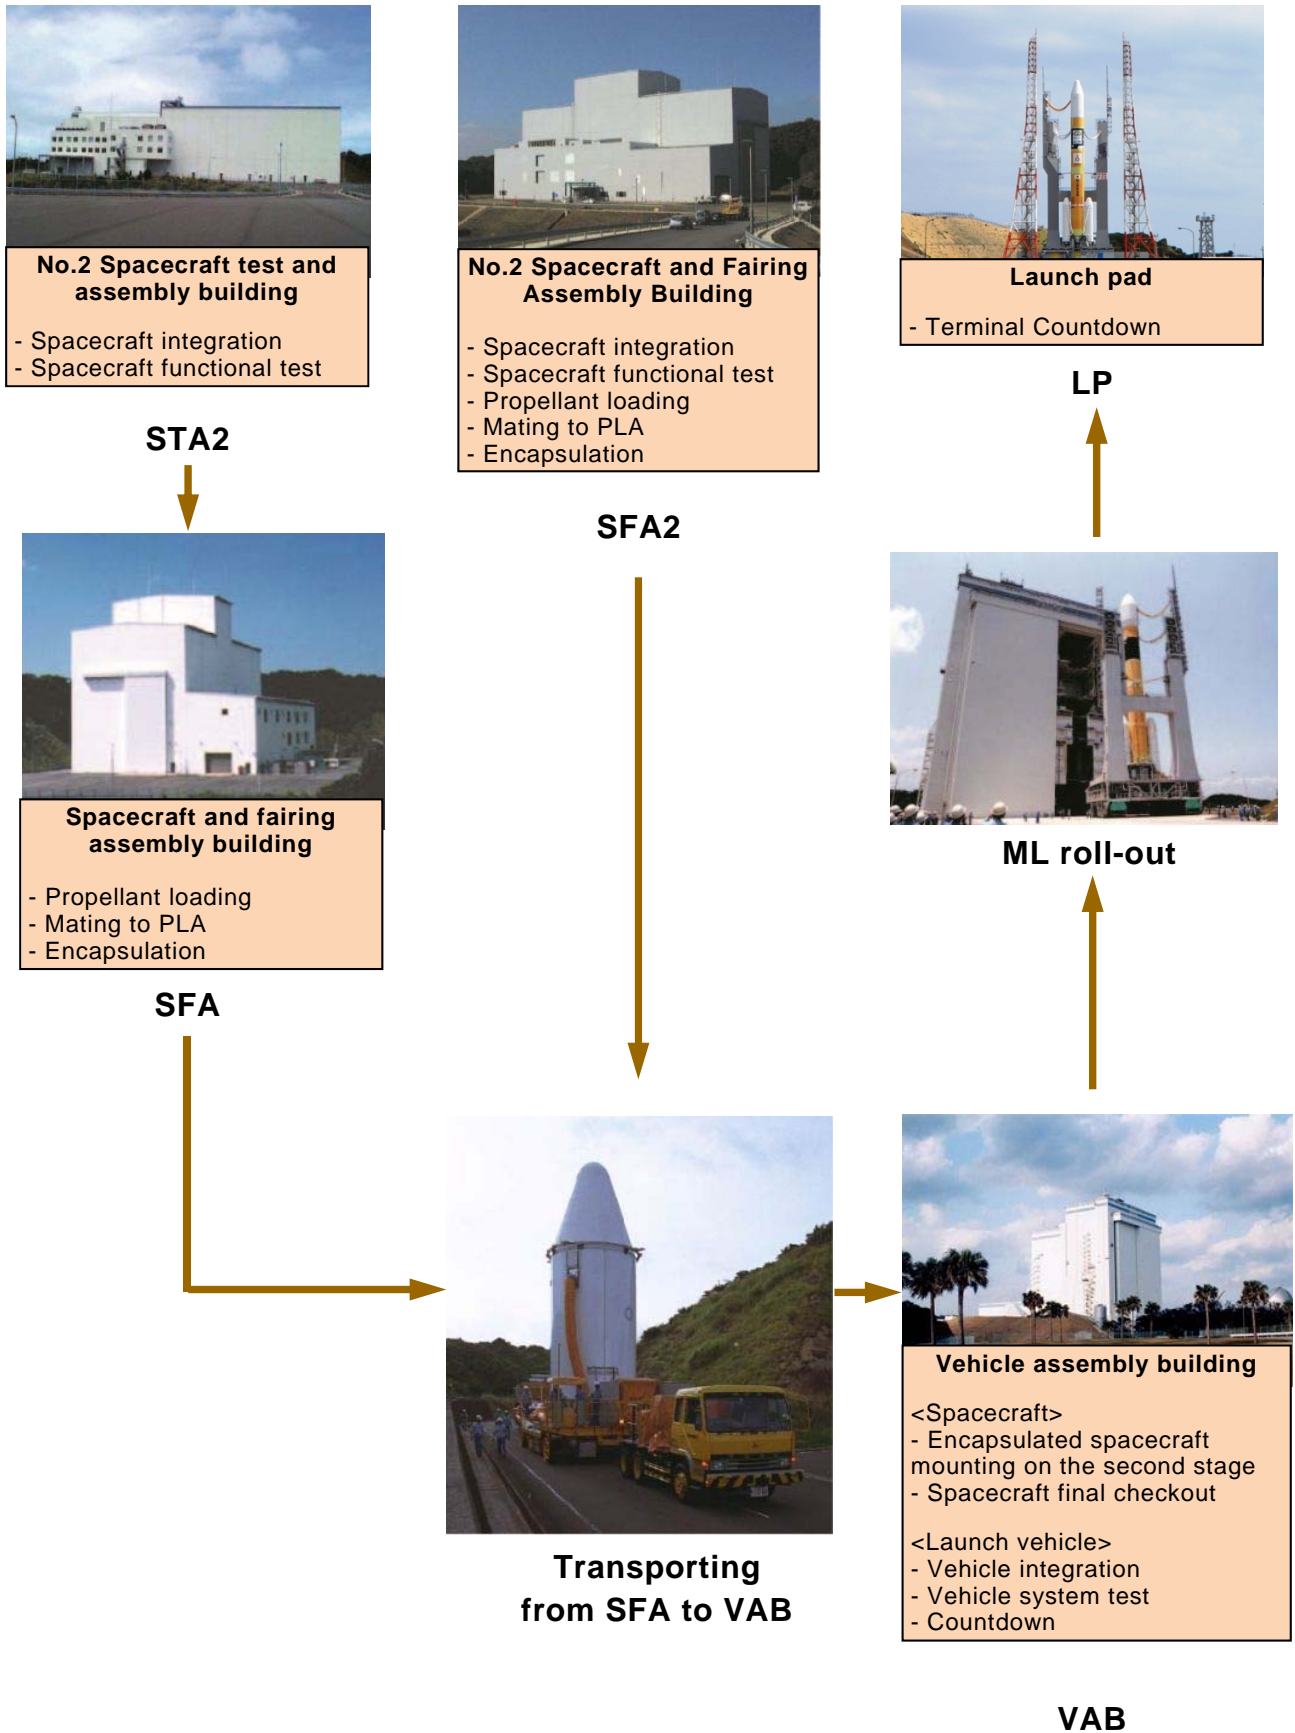 No.2 Spacecraft test and
assembly building
- Spacecraft integration
- Spacecraft functional test
STA2
No.2 Spacecraft and Fairing
Assembly Building
- Spacecraft integration
- Spacecraft functional test
- Propellant loading
- Mating to PLA
- Encapsulation
SFA2
Launch pad
- Terminal Countdown
LP
Spacecraft and fairing
assembly building
- Propellant loading
- Mating to PLA
- Encapsulation
SFA
ML roll-out
Transporting
from SFA to VAB
Vehicle assembly building
<Spacecraft>
- Encapsulated spacecraft
mounting on the second stage
- Spacecraft final checkout
<Launch vehicle>
- Vehicle integration
- Vehicle system test
- Countdown
VAB